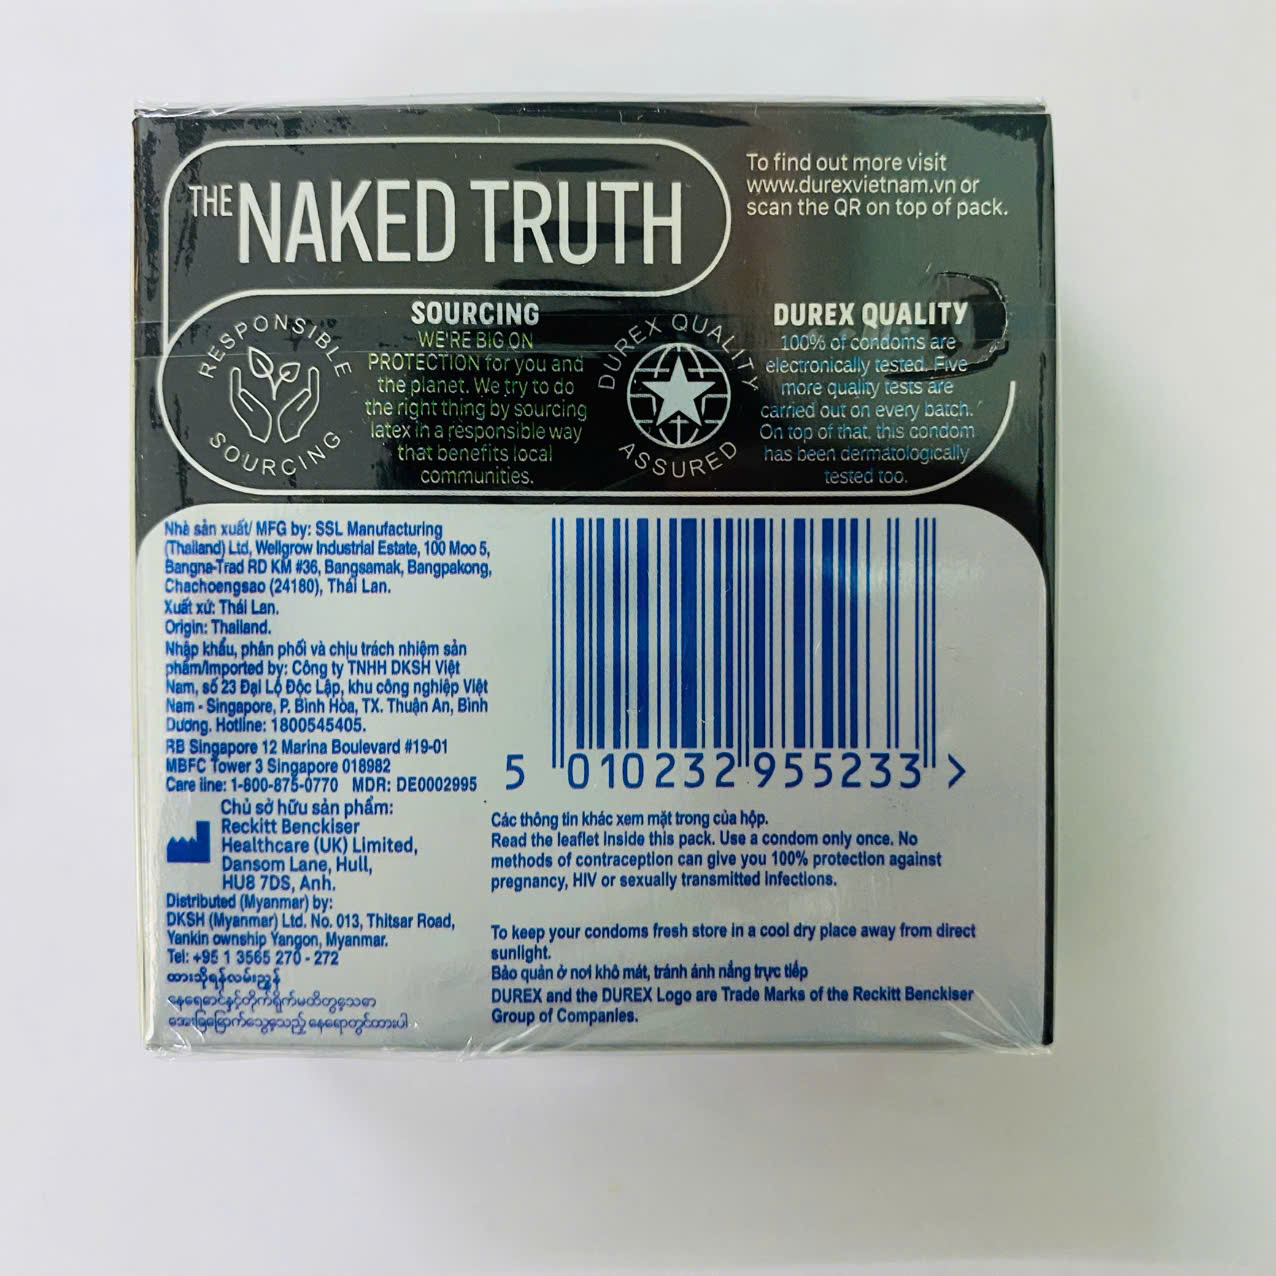 THE NAKED TRUTH
To find out more visit
www.durexvietnam.vn or
scan the QR on top of pack.
RESPONSIBLE
SOURCING
SOURCING
WE'RE BIG ON
PROTECTION for you and
the planet. We try to do
the right thing by sourcing
latex in a responsible way
that benefits local
communities.
DUREX QUALITY
ASSURED
DUREX QUALITY
100% of condoms are
electronically tested. Five
more quality tests are
carried out on every batch.
On top of that, this condom
has been dermatologically
tested too.
Nhà sản xuất/ MFG by: SSL Manufacturing
(Thailand) Ltd, Wellgrow Industrial Estate, 100 Moo 5,
Bangna-Trad RD KM #36, Bangsamak, Bangpakong,
Chachoengsao (24180), Thái Lan.
Xuất xứ: Thái Lan.
Origin: Thailand.
Nhập khẩu, phân phối và chịu trách nhiệm sản
phẩm/Imported by: Công ty TNHH DKSH Việt
Nam, số 23 Đại Lộ Độc Lập, khu công nghiệp Việt
Nam - Singapore, P. Bình Hòa, TX. Thuận An, Bình
Dương. Hotline: 1800545405.
RB Singapore 12 Marina Boulevard #19-01
MBFC Tower 3 Singapore 018982
Care line: 1-800-875-0770 MDR: DE0002995
Chủ sở hữu sản phẩm:
Reckitt Benckiser
Healthcare (UK) Limited,
Dansom Lane, Hull,
HU8 7DS, Anh.
Distributed (Myanmar) by:
DKSH (Myanmar) Ltd. No. 013, Thitsar Road,
Yankin ownship Yangon, Myanmar.
Tel: +95 1 3565 270 - 272
ထားသိုရန်လမ်းညွှန်
5 010232 955233 >
Các thông tin khác xem mặt trong của hộp.
Read the leaflet inside this pack. Use a condom only once. No
methods of contraception can give you 100% protection against
pregnancy, HIV or sexually transmitted infections.
To keep your condoms fresh store in a cool dry place away from direct
sunlight.
Bảo quản ở nơi khô mát, tránh ánh nắng trực tiếp
DUREX and the DUREX Logo are Trade Marks of the Reckitt Benckiser
Group of Companies.